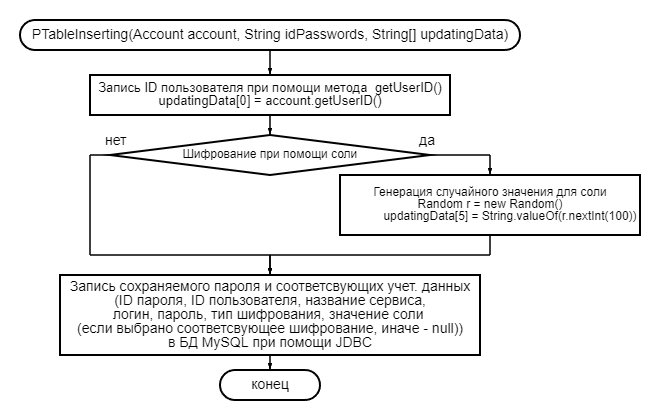 PTableInserting(Account account, String idPasswords, String[] updatingData)
Запись ID пользователя при помощи метода getUserID()
updatingData[0] = account.getUserID()
нет
да
Шифрование при помощи соли
Генерация случайного значения для соли
Random r = new Random()
updatingData[5] = String.valueOf(r.nextInt(100))
Запись сохраняемого пароля и соответсвующих учет. данных
(ID пароля, ID пользователя, название сервиса,
логин, пароль, тип шифрования, значение соли
(если выбрано соответсвующее шифрование, иначе - null))
в БД MySQL при помощи JDBC
конец